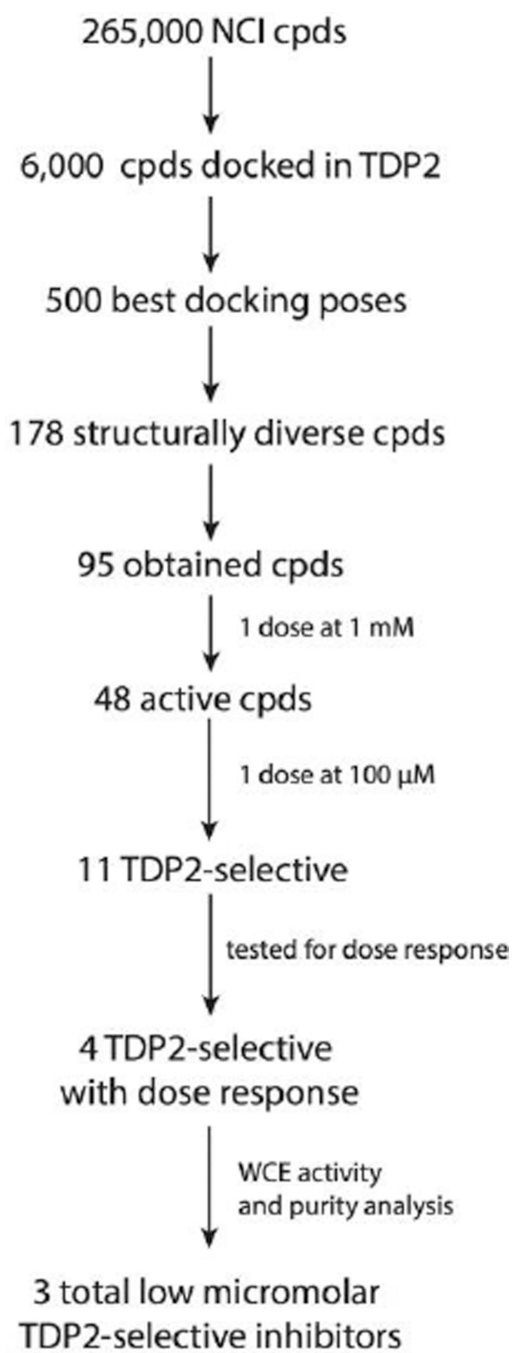 265,000 NCI cpds
6,000 cpds docked in TDP2
500 best docking poses
178 structurally diverse cpds
95 obtained cpds
1 dose at 1 mM
48 active cpds
1 dose at 100 µM
11 TDP2-selective
tested for dose response
4 TDP2-selective
with dose response
WCE activity
and purity analysis
3 total low micromolar
TDP2-selective inhibitors